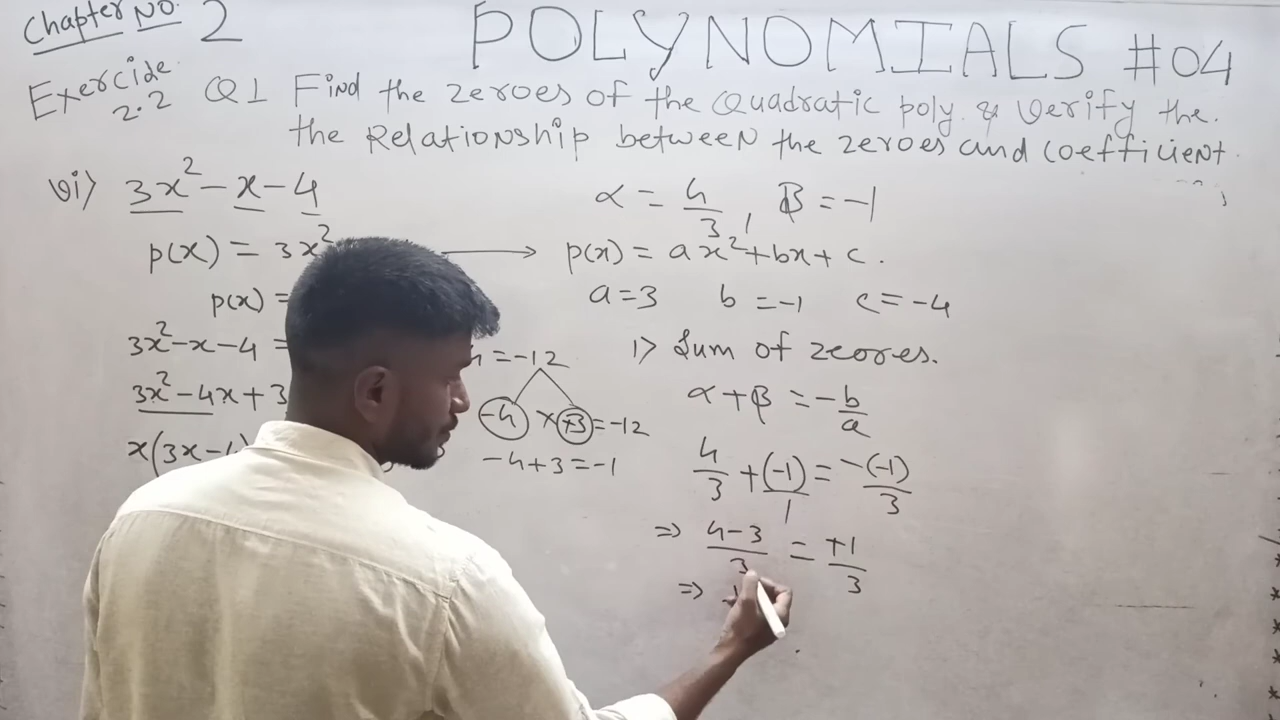 Chapter No. 2
POLYNOMIALS #04
Exercide 2.2
Q1 Find the zeroes of the Quadratic poly. & Verify the.
the Relationship between the zeroes and coefficient.
vi) 3x² - x - 4
p(x) = 3x²
p(x) =
3x² - x - 4 =
3x² - 4x + 3
x(3x -
= -12
-4 × +3 = -12
-4 + 3 = -1
α = 4/3, β = -1
→ p(x) = ax² + bx + c.
a = 3 b = -1 c = -4
1) Sum of zeores.
α + β = -b/a
4/3 + (-1)/1 = -(-1)/3
⇒ 4-3/3 = +1/3
⇒